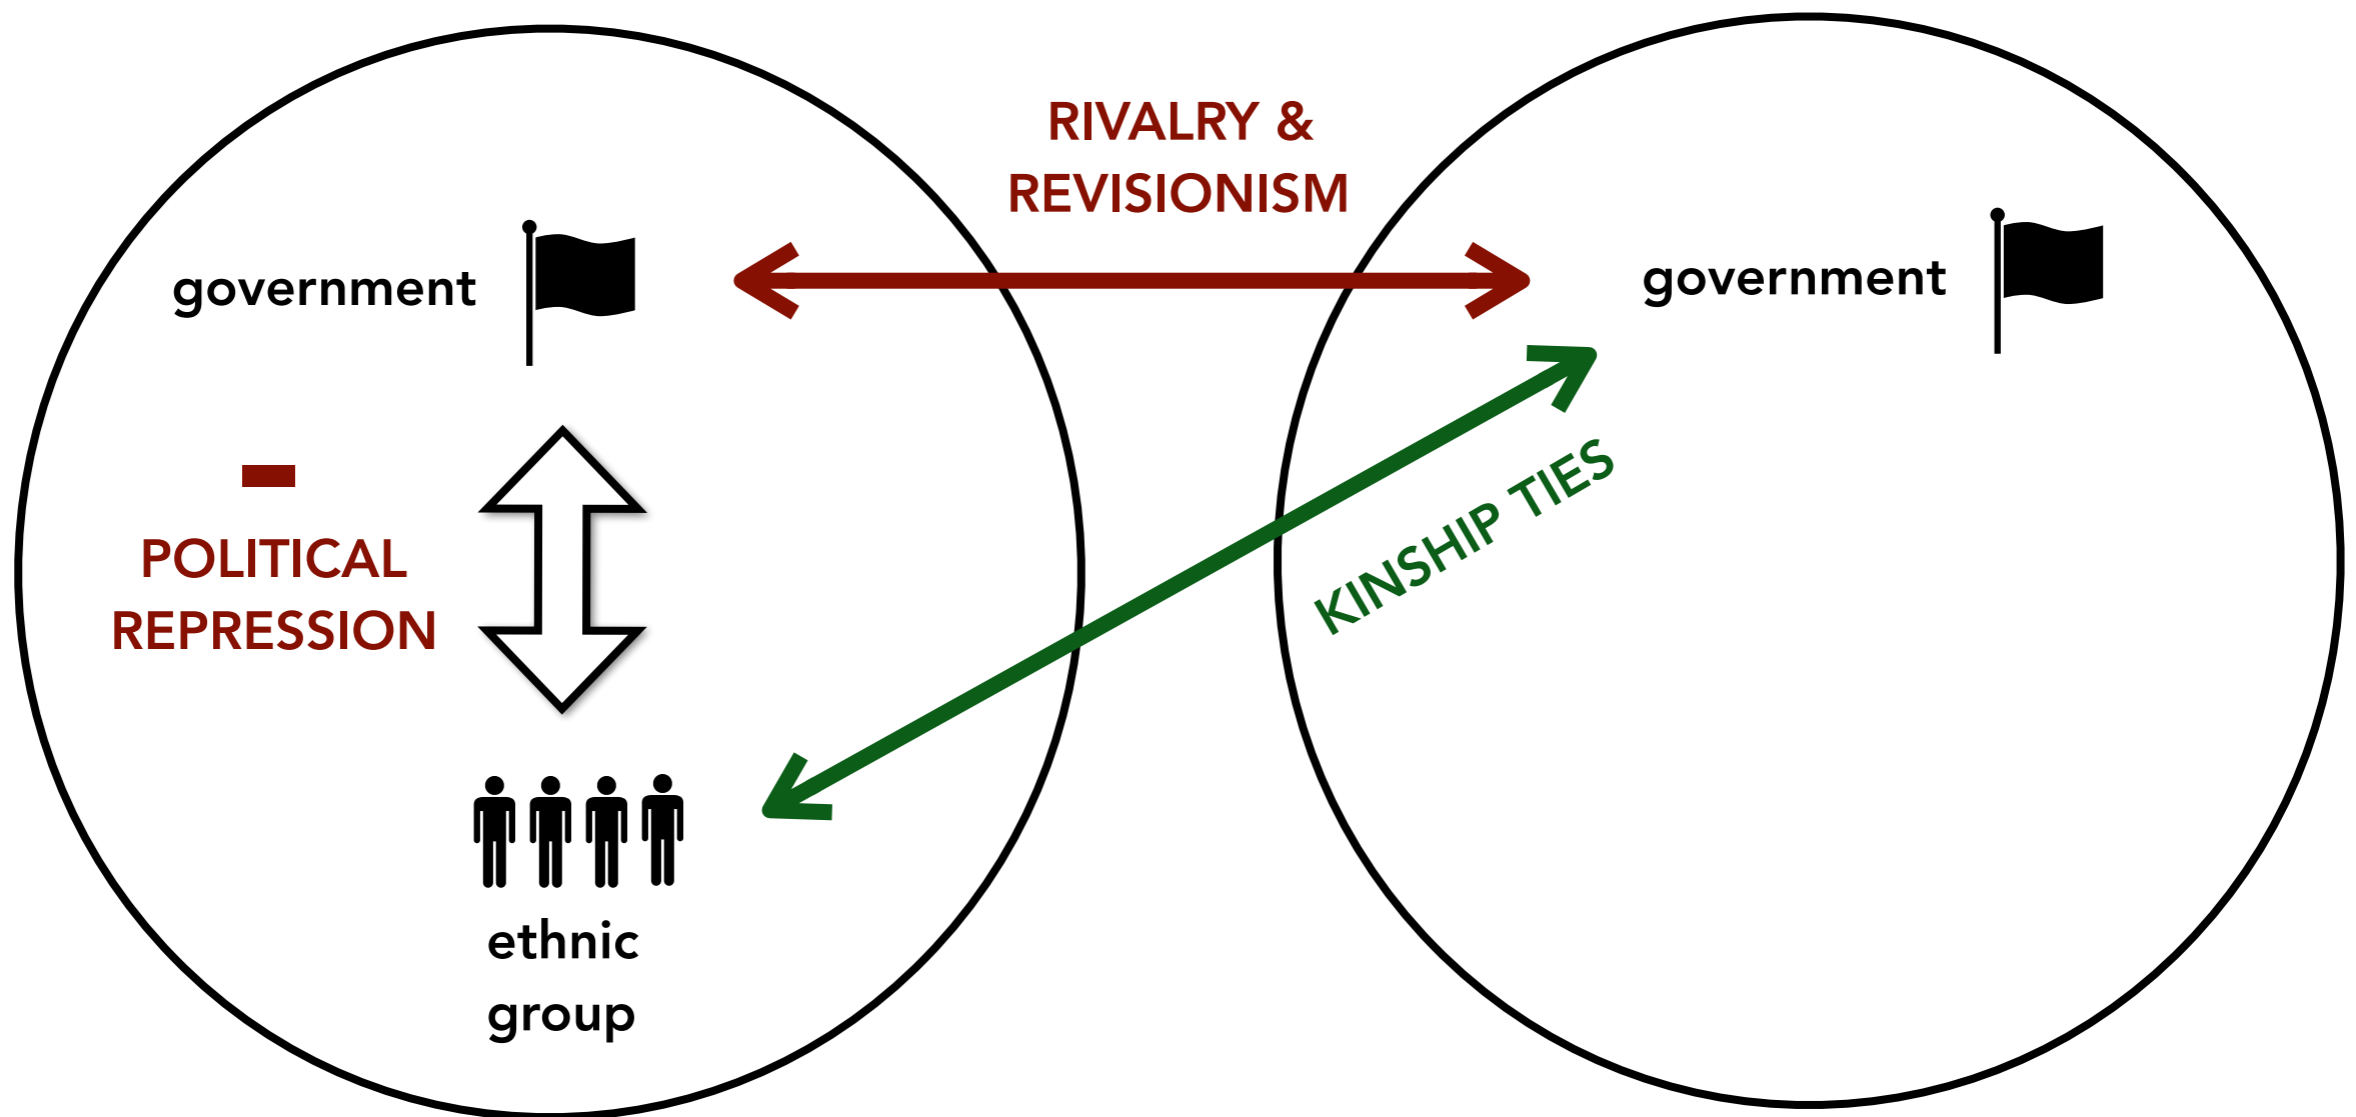 RIVALRY &
REVISIONISM
government
government
POLITICAL
REPRESSION
KINSHIP TIES
ethnic
group